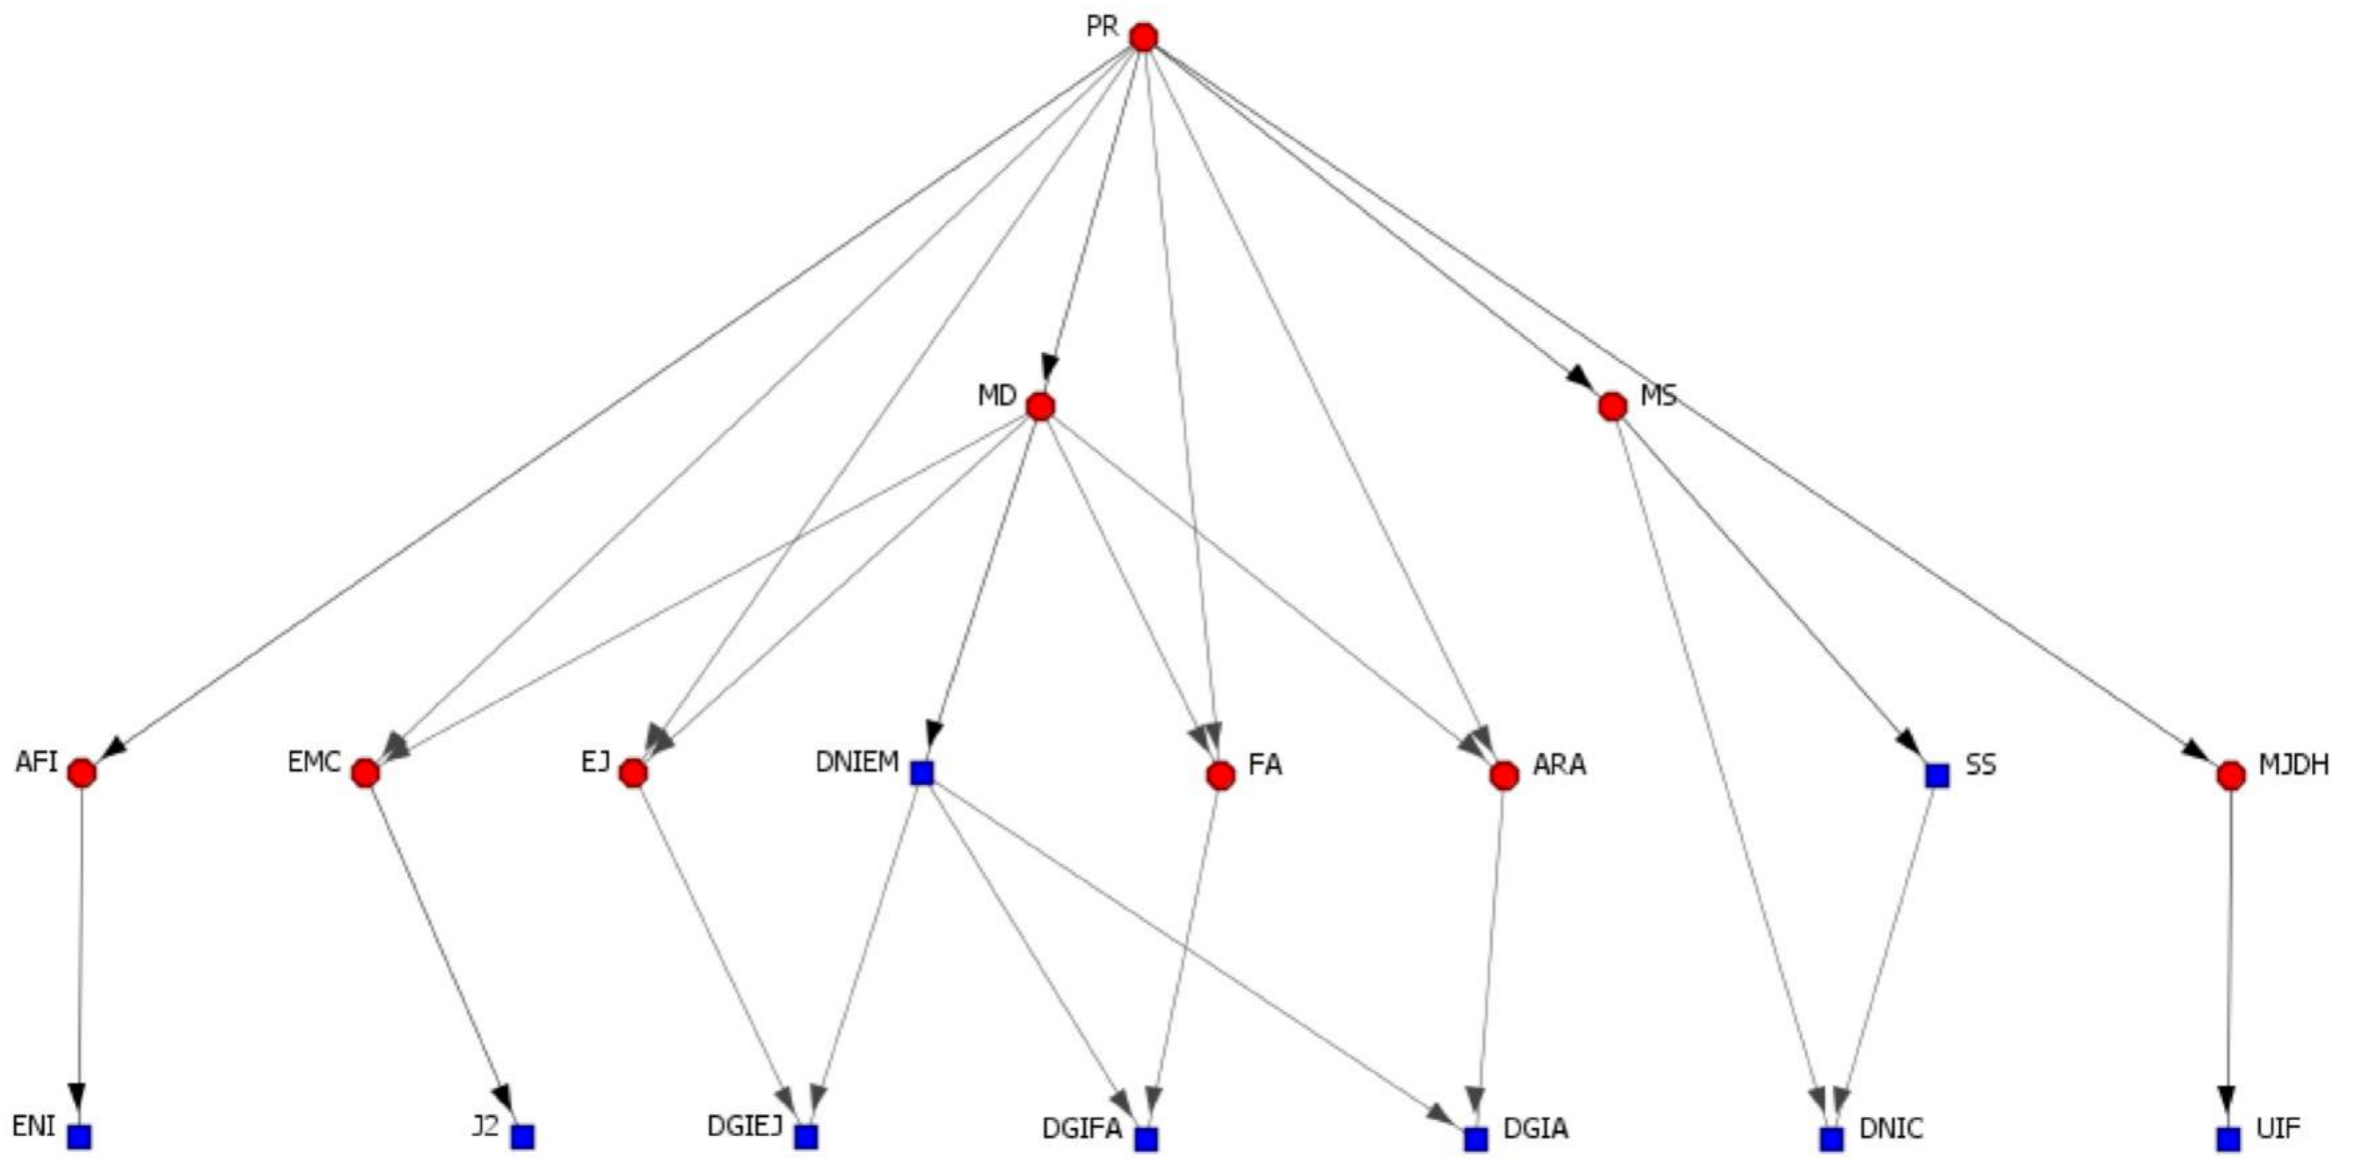 PR
MD
MS
AFI
EMC
EJ
DNIEM
FA
ARA
SS
MJDH
ENI
J2
DGIEJ
DGIFA
DGIA
DNIC
UIF